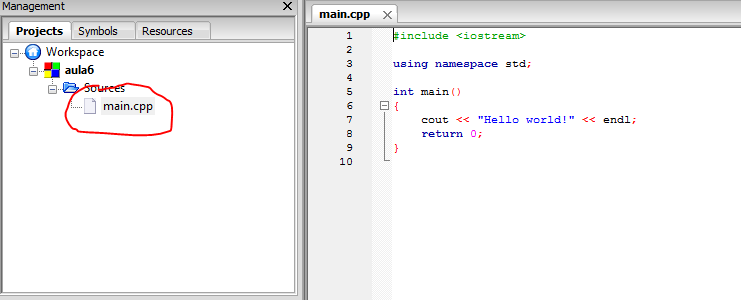 Management
Projects Symbols Resources
Workspace
aula6
Sources
main.cpp
main.cpp
1 #include <iostream>
2
3 using namespace std;
4
5 int main()
6 {
7 cout << "Hello world!" << endl;
8 return 0;
9 }
10